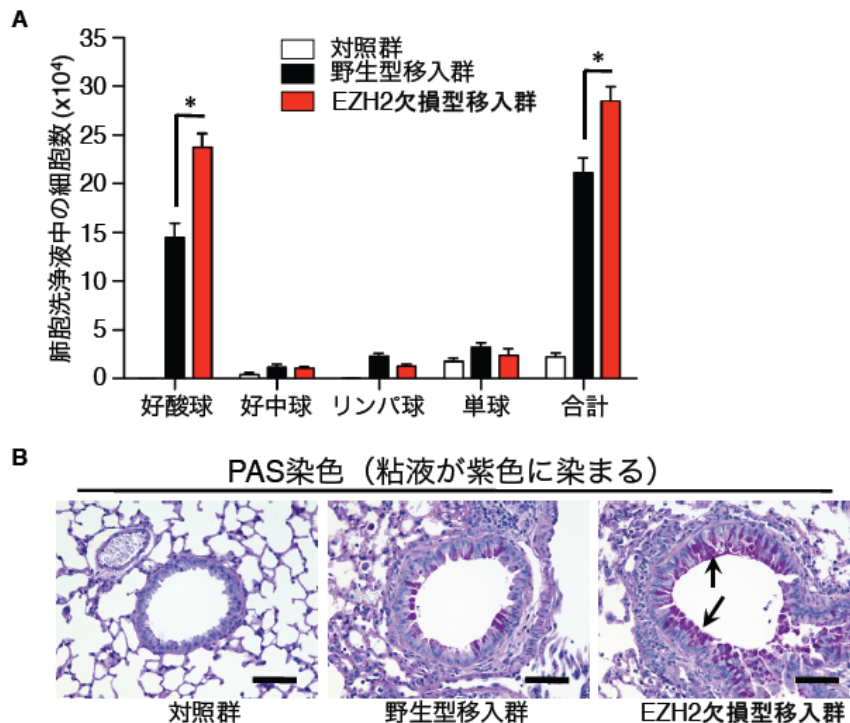 A
肺胞洗浄液中の細胞数 (x10⁴)
35
30
25
20
15
10
5
0
対照群
野生型移入群
EZH2欠損型移入群
*
*
好酸球 好中球 リンパ球 単球 合計
B
PAS染色（粘液が紫色に染まる）
対照群 野生型移入群 EZH2欠損型移入群